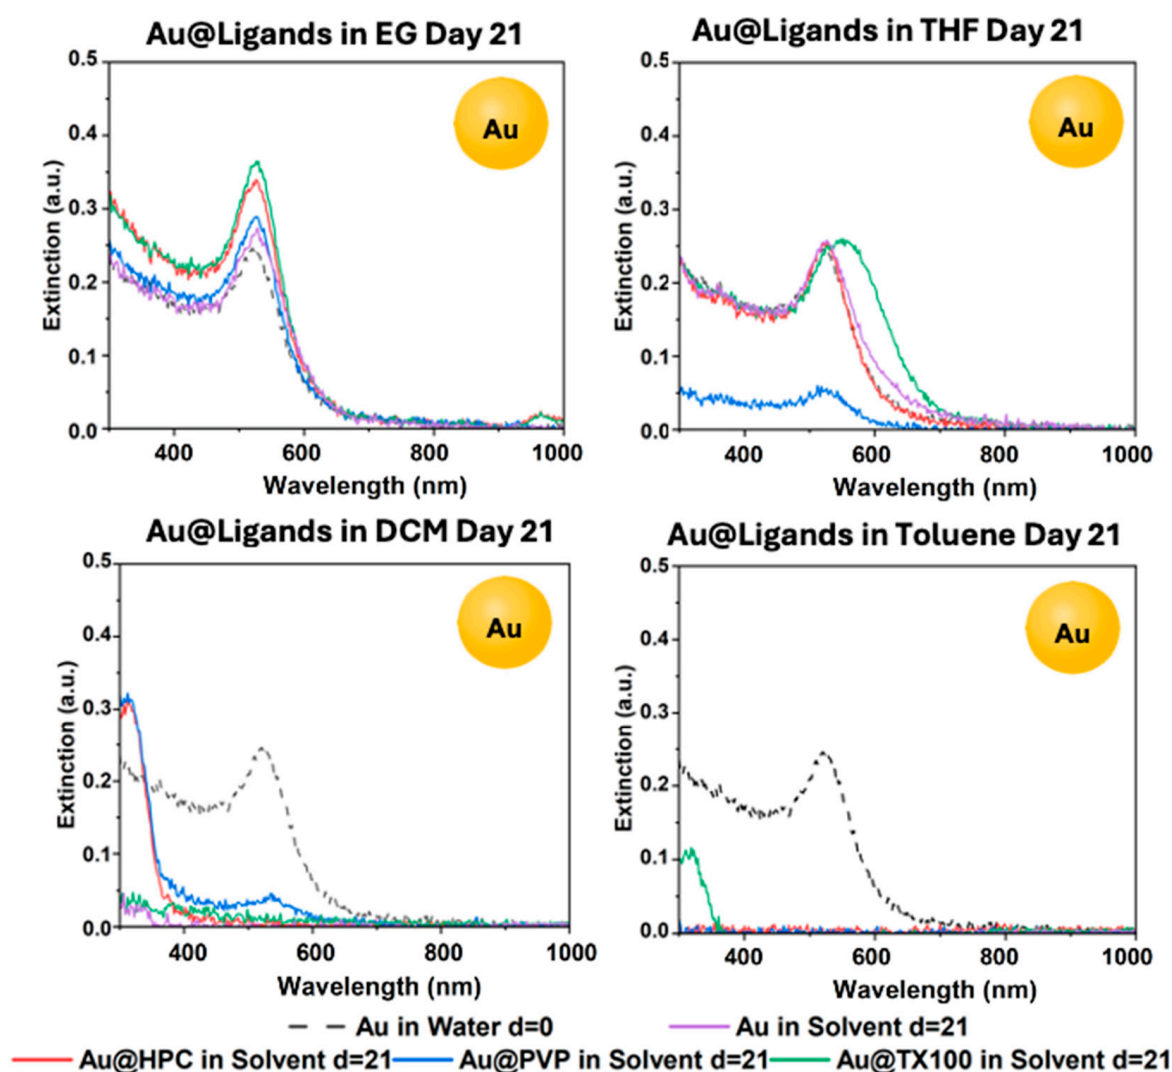 Au@Ligands in EG Day 21
0.5
0.4
0.3
0.2
0.1
0.0
Extinction (a.u.)
Au
400
600
800
1000
Wavelength (nm)
Au@Ligands in THF Day 21
0.5
0.4
0.3
0.2
0.1
0.0
Extinction (a.u.)
Au
400
600
800
1000
Wavelength (nm)
Au@Ligands in DCM Day 21
0.5
0.4
0.3
0.2
0.1
0.0
Extinction (a.u.)
Au
400
600
800
1000
Wavelength (nm)
Au@Ligands in Toluene Day 21
0.5
0.4
0.3
0.2
0.1
0.0
Extinction (a.u.)
Au
400
600
800
1000
Wavelength (nm)
Au in Water d=0
Au in Solvent d=21
Au@HPC in Solvent d=21
Au@PVP in Solvent d=21
Au@TX100 in Solvent d=21